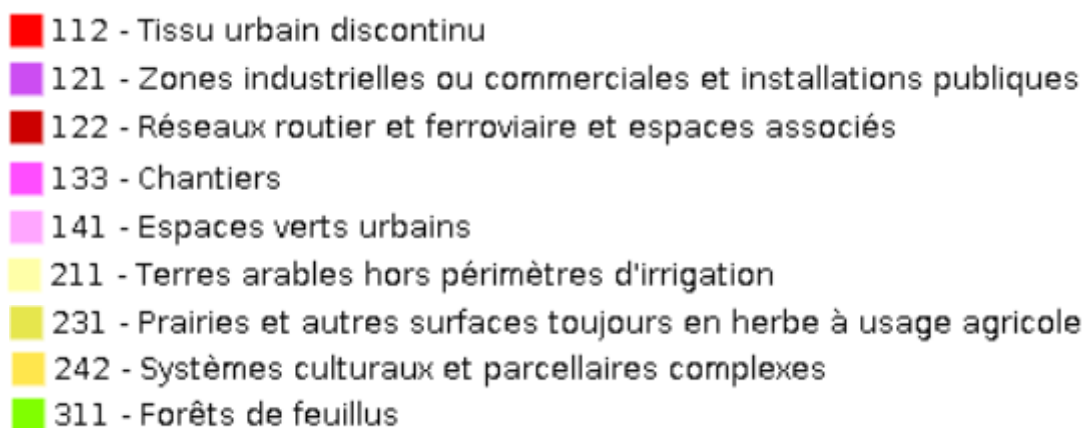 112 - Tissu urbain discontinu
121 - Zones industrielles ou commerciales et installations publiques
122 - Réseaux routier et ferroviaire et espaces associés
133 - Chantiers
141 - Espaces verts urbains
211 - Terres arables hors périmètres d'irrigation
231 - Prairies et autres surfaces toujours en herbe à usage agricole
242 - Systèmes culturaux et parcellaires complexes
311 - Forêts de feuillus